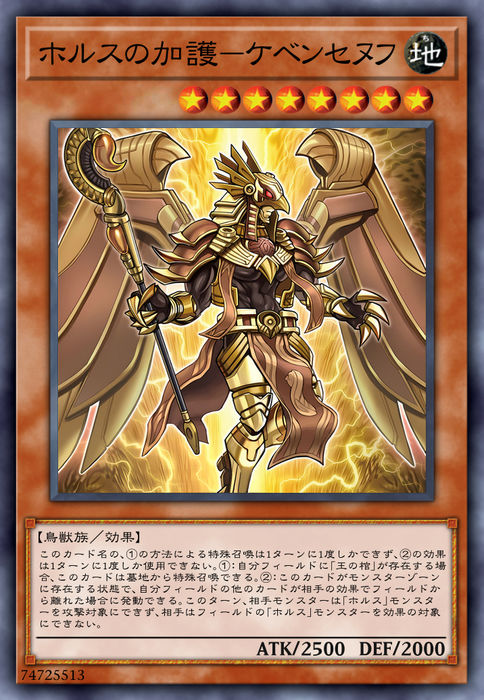 ホルスの加護－ケベンセヌフ
ち
地
【鳥獣族／効果】
このカード名の、①の方法による特殊召喚は1ターンに1度しかできず、②の効果
は1ターンに1度しか使用できない。①：自分フィールドに「王の棺」が存在する場
合、このカードは墓地から特殊召喚できる。②：このカードがモンスターゾーン
に存在する状態で、自分フィールドの他のカードが相手の効果でフィールドか
ら離れた場合に発動できる。このターン、相手モンスターは「ホルス」モンスタ
ーを攻撃対象にできず、相手はフィールドの「ホルス」モンスターを効果の対象
にできない。
ATK/2500 DEF/2000
74725513